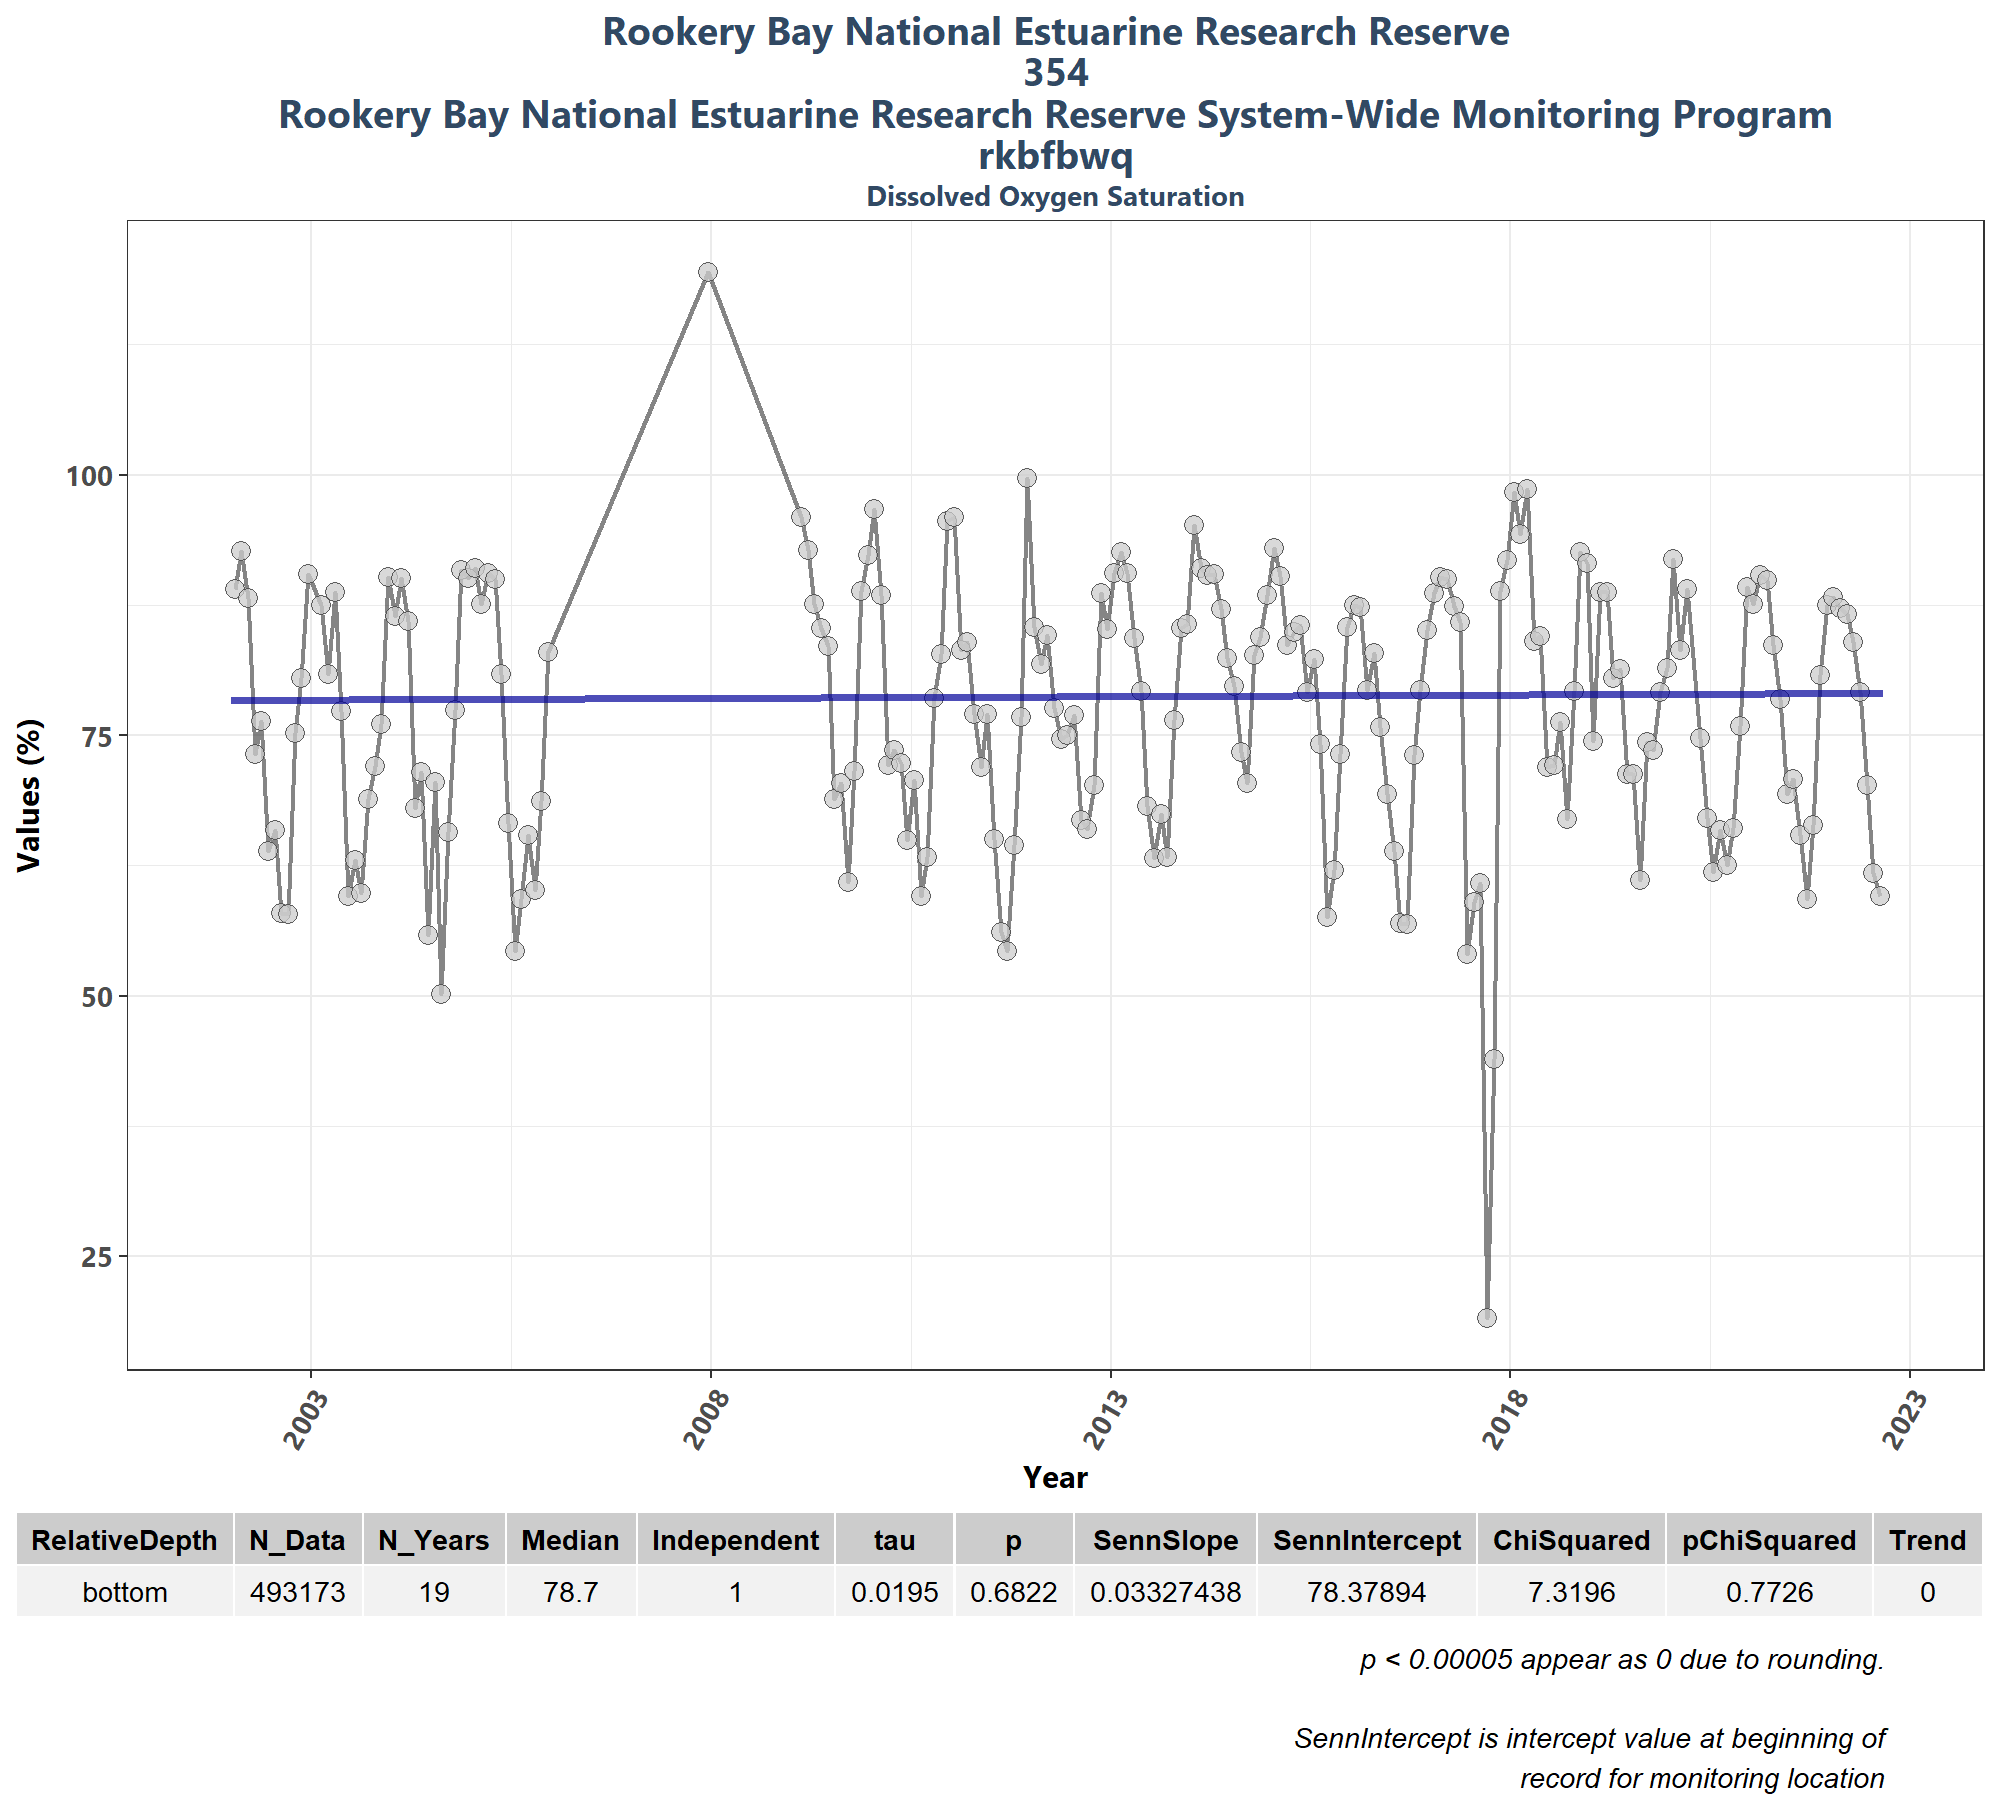 Rookery Bay National Estuarine Research Reserve
354
Rookery Bay National Estuarine Research Reserve System-Wide Monitoring Program
rkbfbwq
Dissolved Oxygen Saturation
Values (%)
100
75
50
25
2003 2008 2013 2018 2023
Year
RelativeDepth N_Data N_Years Median Independent tau p SennSlope SennIntercept ChiSquared pChiSquared Trend
bottom 493173 19 78.7 1 0.0195 0.6822 0.03327438 78.37894 7.3196 0.7726 0
p < 0.00005 appear as 0 due to rounding.
SennIntercept is intercept value at beginning of
record for monitoring location